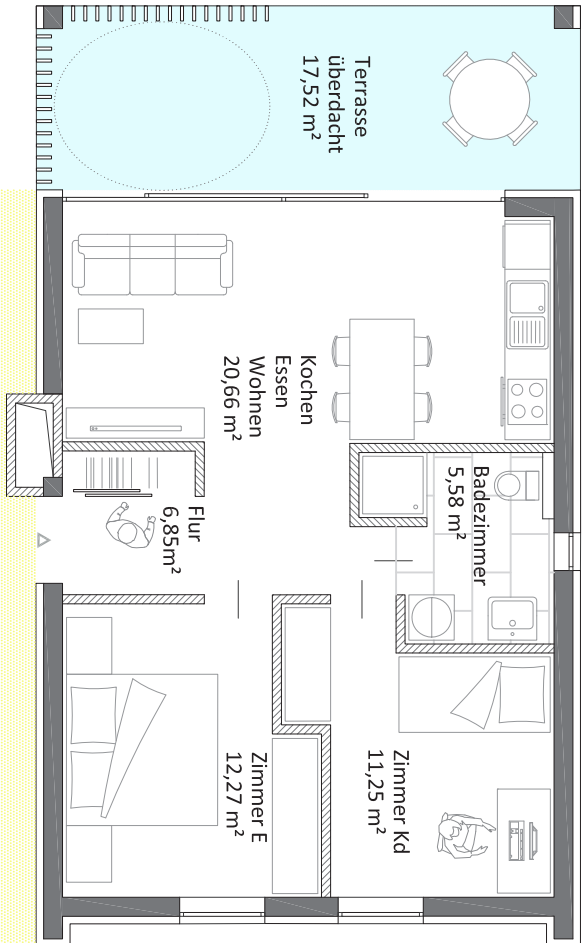 Terrasse
überdacht
17,52 m²
Kochen
Essen
Wohnen
20,66 m²
Badezimmer
5,58 m²
Flur
6,85m²
Zimmer Kd
11,25 m²
Zimmer E
12,27 m²